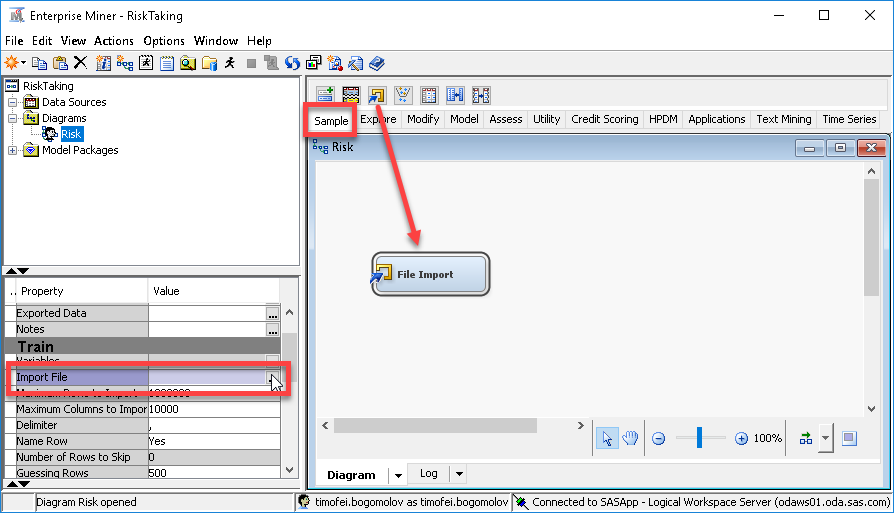 Enterprise Miner - RiskTaking
File Edit View Actions Options Window Help
RiskTaking
Data Sources
Diagrams
Risk
Model Packages
Sample Explore Modify Model Assess Utility Credit Scoring HPDM Applications Text Mining Time Series
Risk
File Import
.. Property Value
Exported Data ...
Notes ...
Train
Variables
Import File
Maximum Rows to Import 1000000
Maximum Columns to Impor 10000
Delimiter ,
Name Row Yes
Number of Rows to Skip 0
Guessing Rows 500
100%
Diagram Log
Diagram Risk opened
timofei.bogomolov as timofei.bogomolov
Connected to SASApp - Logical Workspace Server (odaws01.oda.sas.com)